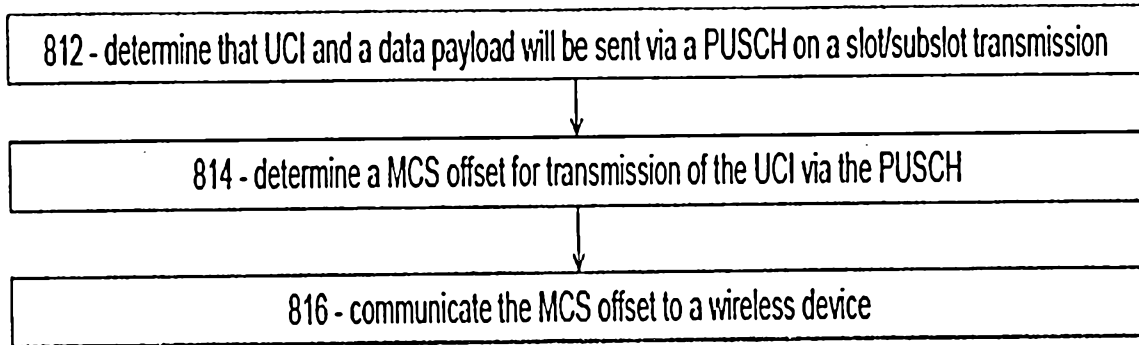 812 - determine that UCI and a data payload will be sent via a PUSCH on a slot/subslot transmission
814 - determine a MCS offset for transmission of the UCI via the PUSCH
816 - communicate the MCS offset to a wireless device